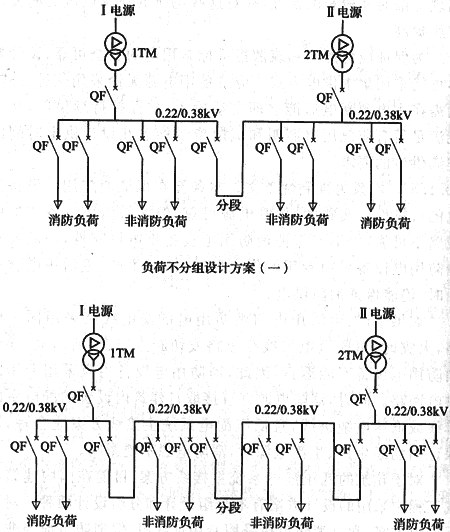 Ⅰ电源 Ⅱ电源
1TM 2TM
QF QF
0.22/0.38kV 0.22/0.38kV
QF QF QF QF QF QF QF QF QF
消防负荷 非消防负荷 分段 非消防负荷 消防负荷
负荷不分组设计方案(一)
Ⅰ电源 Ⅱ电源
1TM 2TM
QF QF
0.22/0.38kV 0.22/0.38kV 0.22/0.38kV 0.22/0.38kV
QF QF QF QF QF QF QF QF QF QF QF
消防负荷 非消防负荷 分段 非消防负荷 消防负荷